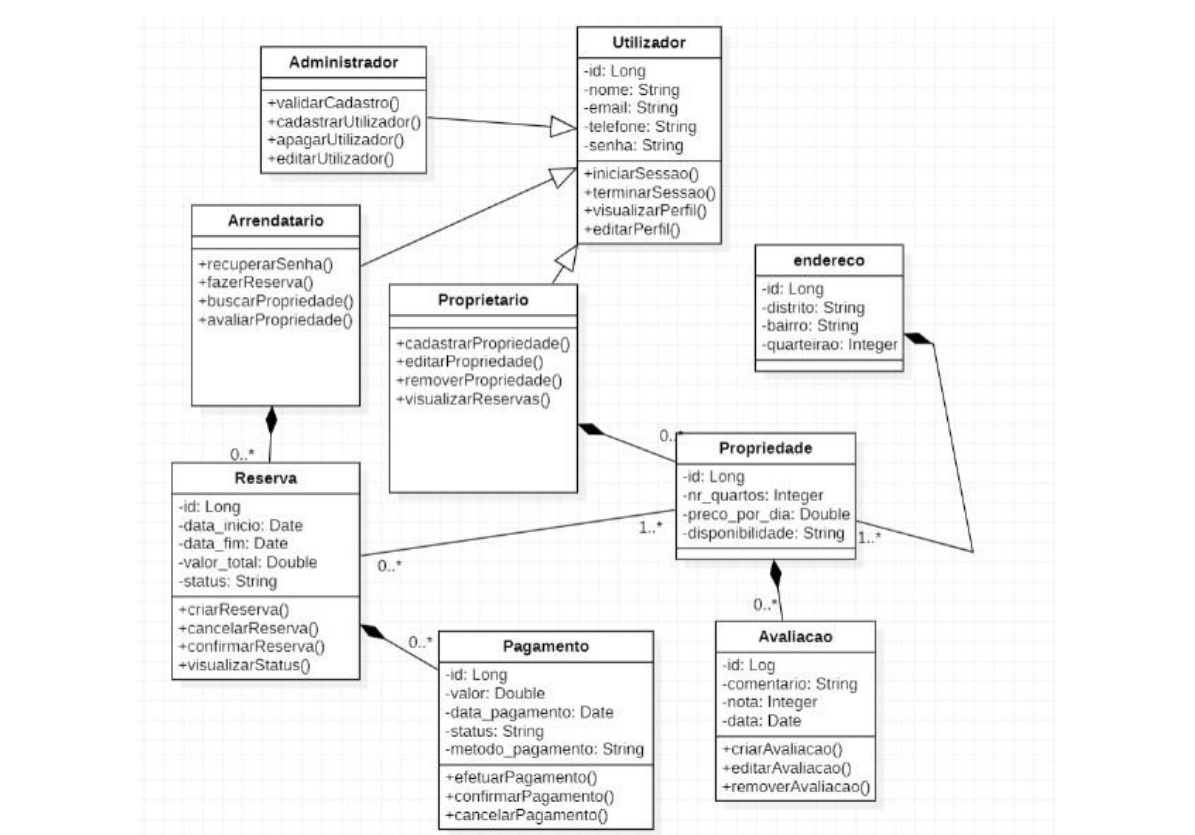 Administrador
+validarCadastro()
+cadastrarUtilizador()
+apagarUtilizador()
+editarUtilizador()
Utilizador
-id: Long
-nome: String
-email: String
-telefone: String
-senha: String
+iniciarSessao()
+terminarSessao()
+visualizarPerfil()
+editarPerfil()
Arrendatario
+recuperarSenha()
+fazerReserva()
+buscarPropriedade()
+avaliarPropriedade()
Proprietario
+cadastrarPropriedade()
+editarPropriedade()
+removerPropriedade()
+visualizarReservas()
endereco
-id: Long
-distrito: String
-bairro: String
-quarteirao: Integer
0..*
0..*
Propriedade
-id: Long
-nr_quartos: Integer
-preco_por_dia: Double
-disponibilidade: String
1..*
1..*
Reserva
-id: Long
-data_inicio: Date
-data_fim: Date
-valor_total: Double
-status: String
+criarReserva()
+cancelarReserva()
+confirmarReserva()
+visualizarStatus()
0..*
0..*
0..*
Pagamento
-id: Long
-valor: Double
-data_pagamento: Date
-status: String
-metodo_pagamento: String
+efetuarPagamento()
+confirmarPagamento()
+cancelarPagamento()
Avaliacao
-id: Log
-comentario: String
-nota: Integer
-data: Date
+criarAvaliacao()
+editarAvaliacao()
+removerAvaliacao()